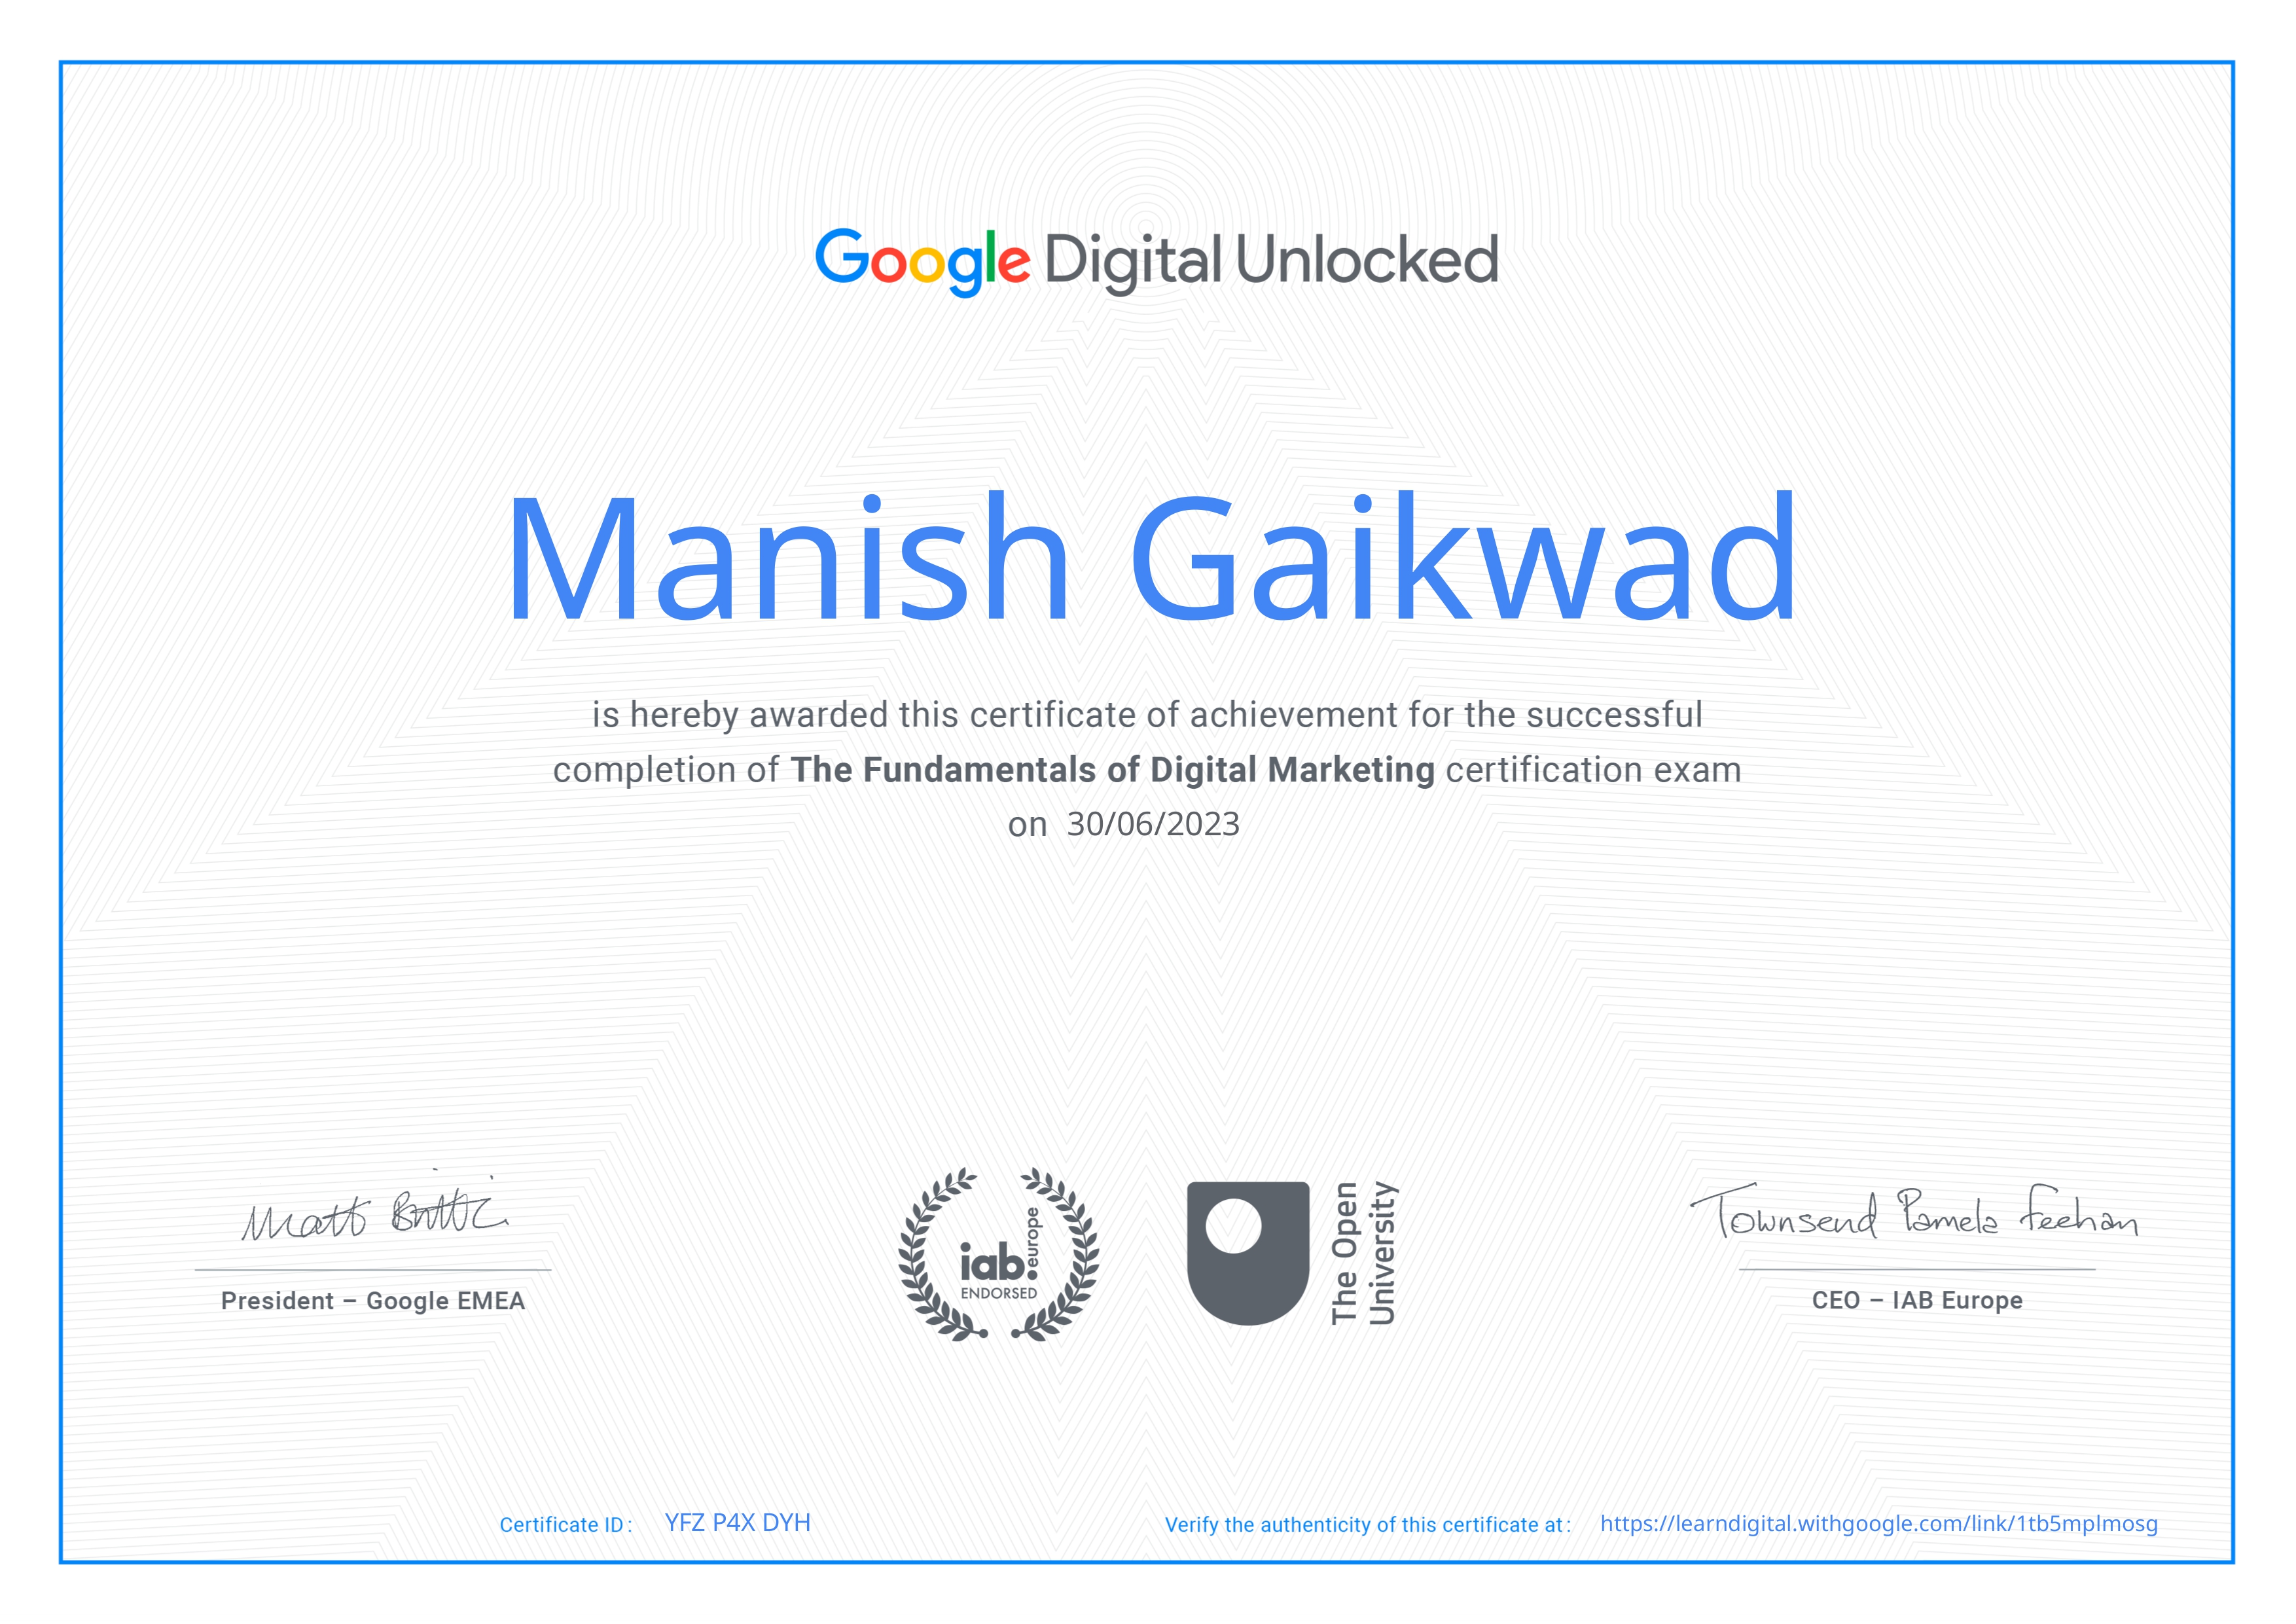 Google Digital Unlocked
Manish Gaikwad
is hereby awarded this certificate of achievement for the successful
completion of The Fundamentals of Digital Marketing certification exam
on 30/06/2023
Matt Brittin
President – Google EMEA
iab.europe
ENDORSED
The Open
University
Townsend Pamela Feehan
CEO – IAB Europe
Certificate ID: YFZ P4X DYH
Verify the authenticity of this certificate at: https://learndigital.withgoogle.com/link/1tb5mplmosg